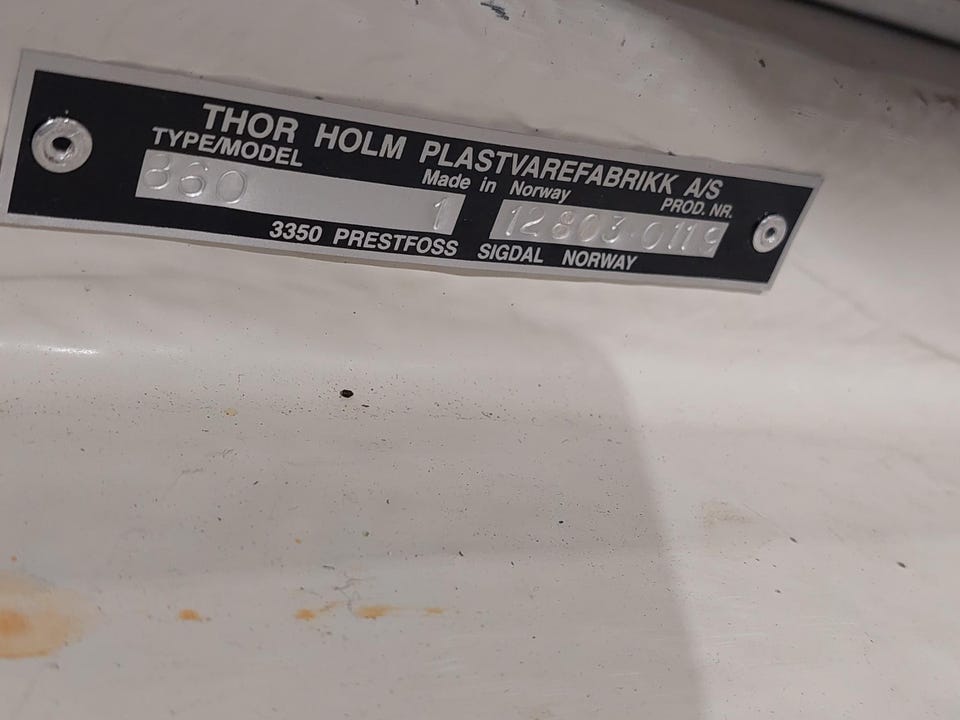 THOR HOLM PLASTVAREFABRIKK A/S
TYPE/MODEL
Made in Norway
PROD. NR.
860 1
12803-0119
3350 PRESTFOSS SIGDAL NORWAY